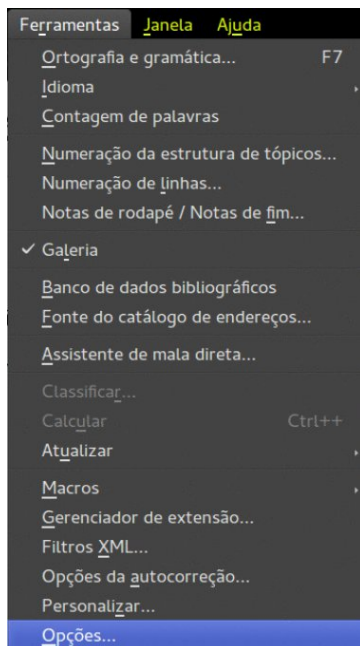 Ferramentas Janela Ajuda
Ortografia e gramática... F7
Idioma
Contagem de palavras
Numeração da estrutura de tópicos...
Numeração de linhas...
Notas de rodapé / Notas de fim...
Galeria
Banco de dados bibliográficos
Fonte do catálogo de endereços...
Assistente de mala direta...
Classificar...
Calcular Ctrl++
Atualizar
Macros
Gerenciador de extensão...
Filtros XML...
Opções da autocorreção...
Personalizar...
Opções...